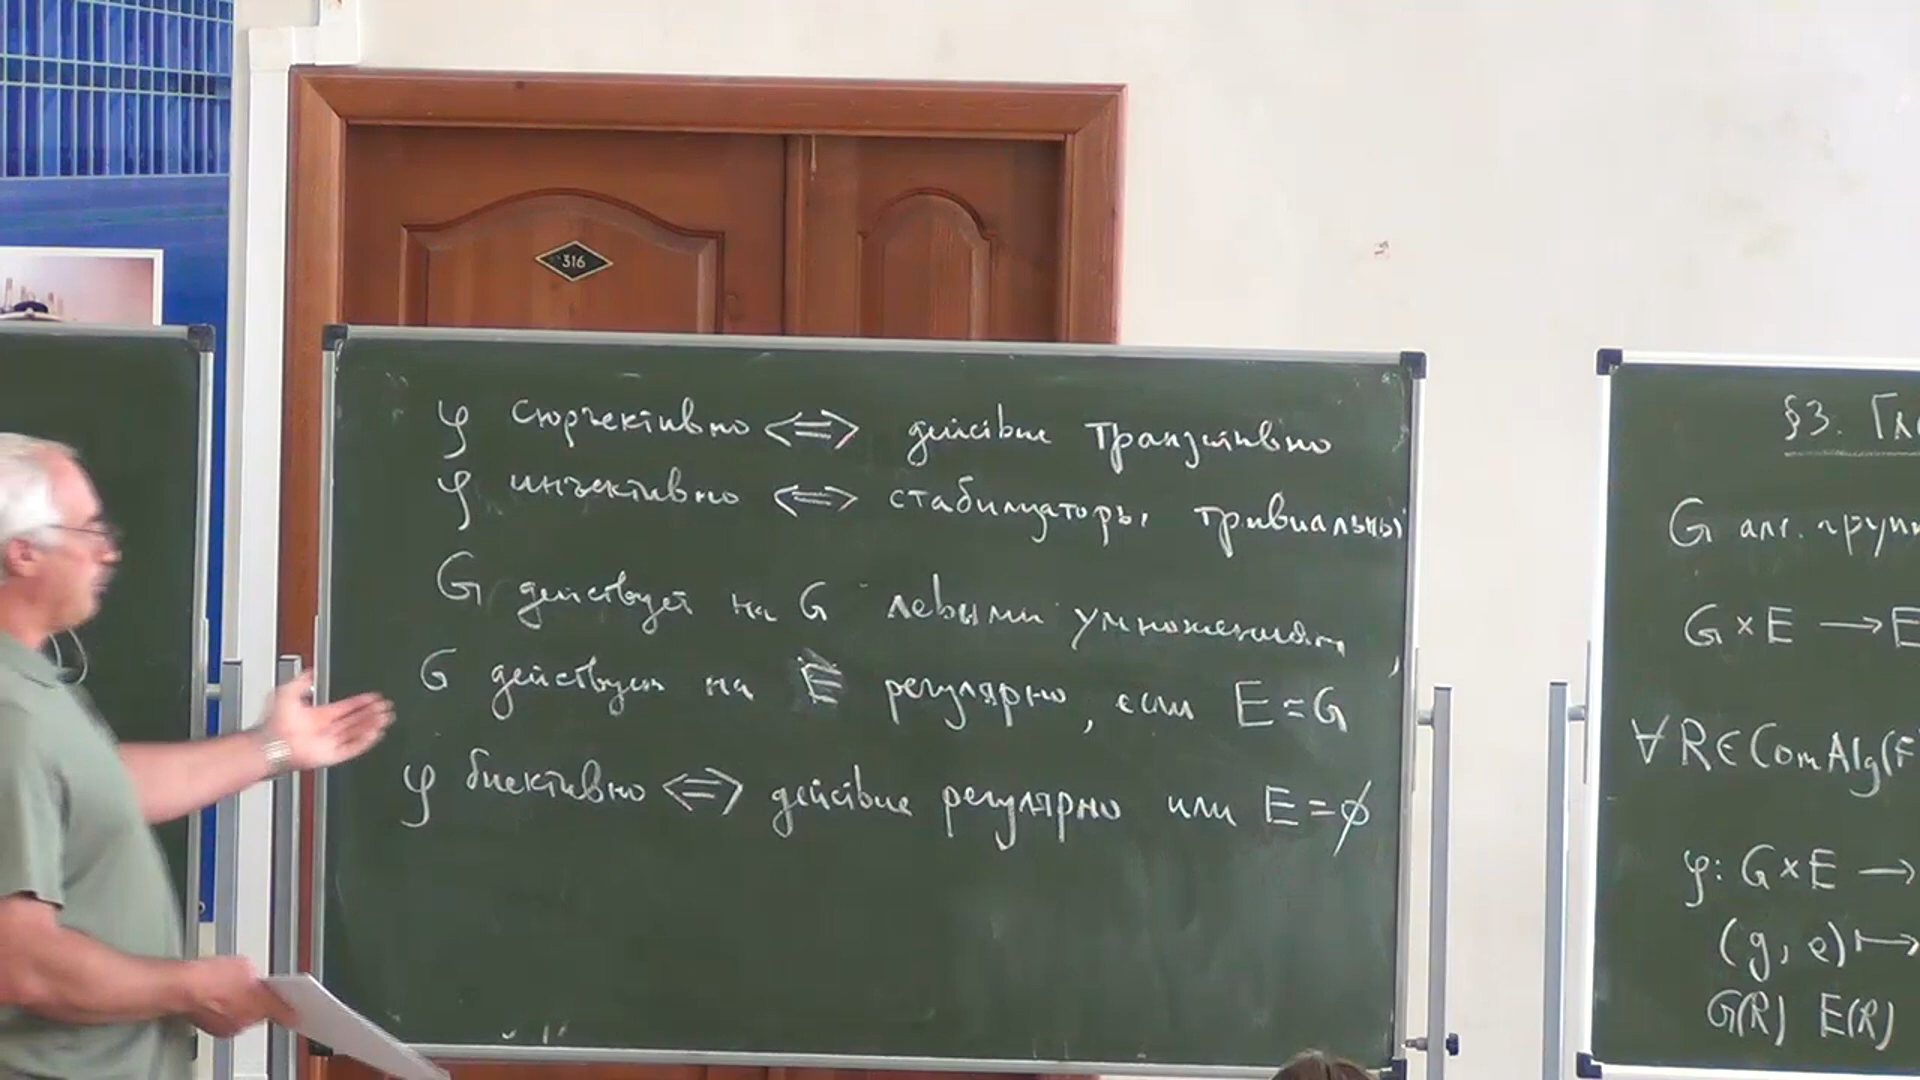 316
φ сюръективно ⟺ действие транзитивно
φ инъективно ⟺ стабилизаторы тривиальны
G действует на G левыми умножениями,
G действует на E регулярно, если E ≅ G
φ биективно ⟺ действие регулярно или E = ∅
§3.
G алг.
G × E → E
∀ R ∈ ComAlg(F
φ: G × E →
(g, e) ↦
G(R) E(R)